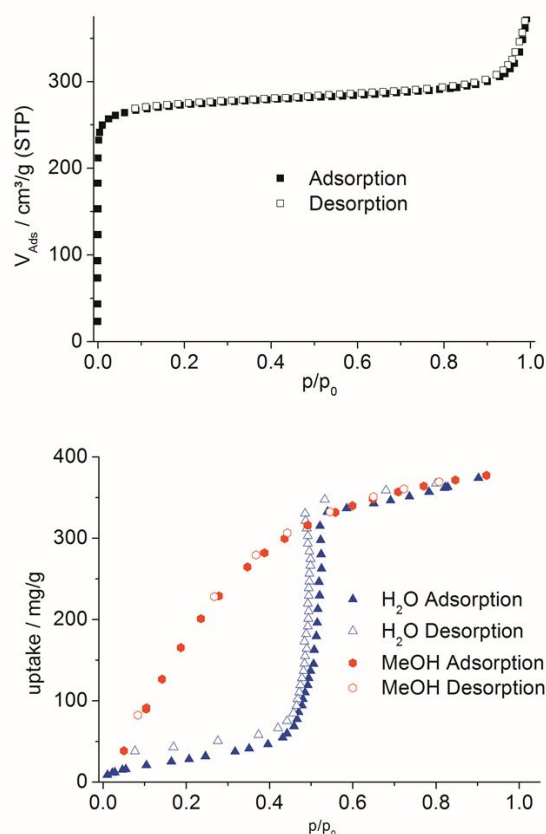 300
200
100
0
V_Ads / cm³/g (STP)
Adsorption
Desorption
0.0 0.2 0.4 0.6 0.8 1.0
p/p₀
400
300
200
100
0
uptake / mg/g
H₂O Adsorption
H₂O Desorption
MeOH Adsorption
MeOH Desorption
0.0 0.2 0.4 0.6 0.8 1.0
p/p₀